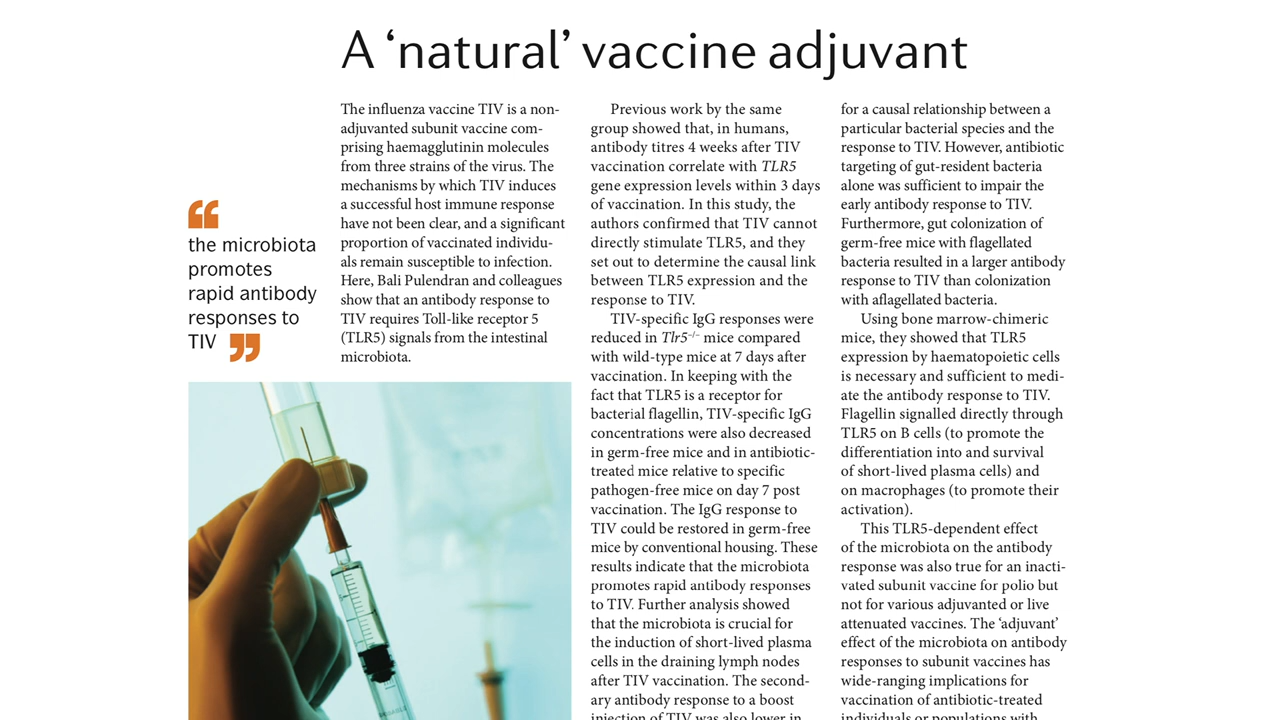 A ‘natural’ vaccine adjuvant
the microbiota
promotes
rapid antibody
responses to
TIV
The influenza vaccine TIV is a non-
adjuvanted subunit vaccine com-
prising haemagglutinin molecules
from three strains of the virus. The
mechanisms by which TIV induces
a successful host immune response
have not been clear, and a significant
proportion of vaccinated individu-
als remain susceptible to infection.
Here, Bali Pulendran and colleagues
show that an antibody response to
TIV requires Toll-like receptor 5
(TLR5) signals from the intestinal
microbiota.
Previous work by the same
group showed that, in humans,
antibody titres 4 weeks after TIV
vaccination correlate with TLR5
gene expression levels within 3 days
of vaccination. In this study, the
authors confirmed that TIV cannot
directly stimulate TLR5, and they
set out to determine the causal link
between TLR5 expression and the
response to TIV.
TIV-specific IgG responses were
reduced in Tlr5⁻/⁻ mice compared
with wild-type mice at 7 days after
vaccination. In keeping with the
fact that TLR5 is a receptor for
bacterial flagellin, TIV-specific IgG
concentrations were also decreased
in germ-free mice and in antibiotic-
treated mice relative to specific
pathogen-free mice on day 7 post
vaccination. The IgG response to
TIV could be restored in germ-free
mice by conventional housing. These
results indicate that the microbiota
promotes rapid antibody responses
to TIV. Further analysis showed
that the microbiota is crucial for
the induction of short-lived plasma
cells in the draining lymph nodes
after TIV vaccination. The second-
ary antibody response to a boost
injection of TIV was also lower in
for a causal relationship between a
particular bacterial species and the
response to TIV. However, antibiotic
targeting of gut-resident bacteria
alone was sufficient to impair the
early antibody response to TIV.
Furthermore, gut colonization of
germ-free mice with flagellated
bacteria resulted in a larger antibody
response to TIV than colonization
with aflagellated bacteria.
Using bone marrow-chimeric
mice, they showed that TLR5
expression by haematopoietic cells
is necessary and sufficient to medi-
ate the antibody response to TIV.
Flagellin signalled directly through
TLR5 on B cells (to promote the
differentiation into and survival
of short-lived plasma cells) and
on macrophages (to promote their
activation).
This TLR5-dependent effect
of the microbiota on the antibody
response was also true for an inacti-
vated subunit vaccine for polio but
not for various adjuvanted or live
attenuated vaccines. The ‘adjuvant’
effect of the microbiota on antibody
responses to subunit vaccines has
wide-ranging implications for
vaccination of antibiotic-treated
individuals or populations with